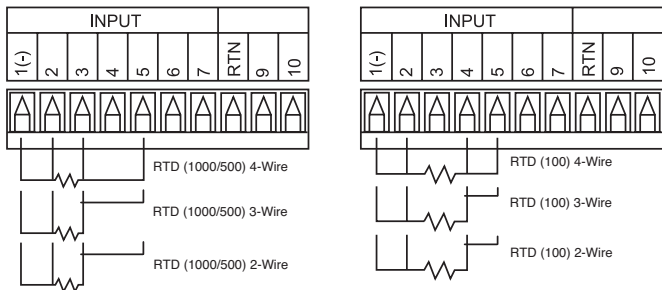 INPUT
1(-) 2 3 4 5 6 7 RTN 9 10
RTD (1000/500) 4-Wire
RTD (1000/500) 3-Wire
RTD (1000/500) 2-Wire
INPUT
1(-) 2 3 4 5 6 7 RTN 9 10
RTD (100) 4-Wire
RTD (100) 3-Wire
RTD (100) 2-Wire